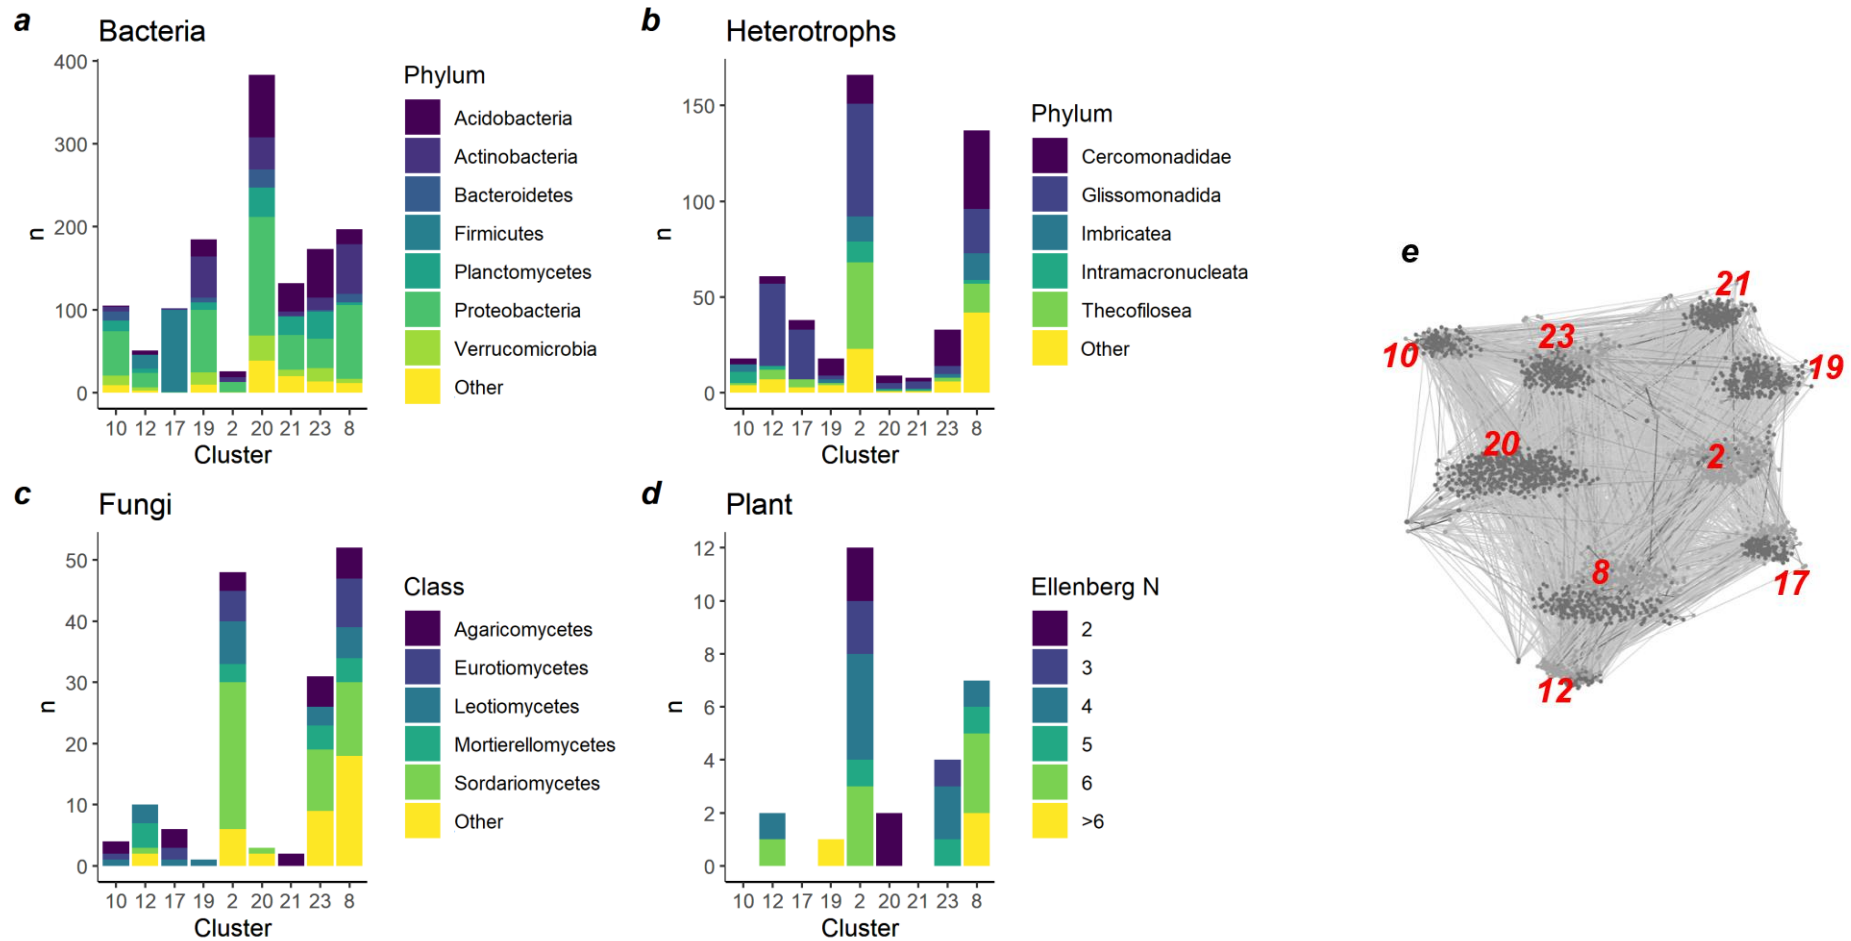 a
Bacteria
400
300
200
100
0
n
10 12 17 19 2 20 21 23 8
Cluster
Phylum
Acidobacteria
Actinobacteria
Bacteroidetes
Firmicutes
Planctomycetes
Proteobacteria
Verrucomicrobia
Other
b
Heterotrophs
150
100
50
0
n
10 12 17 19 2 20 21 23 8
Cluster
Phylum
Cercomonadidae
Glissomonadida
Imbricatea
Intramacronucleata
Thecofilosea
Other
c
Fungi
50
40
30
20
10
0
n
10 12 17 19 2 20 21 23 8
Cluster
Class
Agaricomycetes
Eurotiomycetes
Leotiomycetes
Mortierellomycetes
Sordariomycetes
Other
d
Plant
12
10
8
6
4
2
0
n
10 12 17 19 2 20 21 23 8
Cluster
Ellenberg N
2
3
4
5
6
>6
e
21
23
10
19
20
2
8
17
12